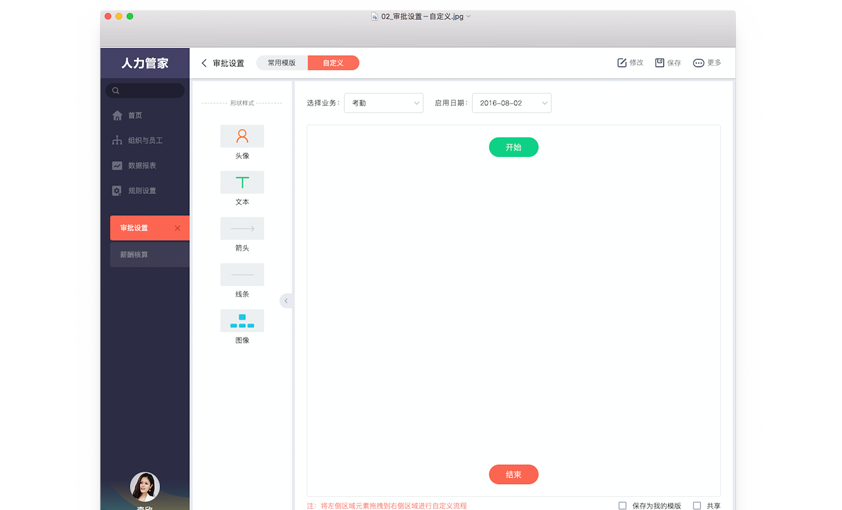 02_审批设置－自定义.jpg
人力管家
审批设置
常用模版
自定义
修改
保存
更多
首页
组织与员工
数据报表
规则设置
审批设置
薪酬核算
形状样式
头像
文本
箭头
线条
图像
选择业务：
考勤
启用日期：
2016-08-02
开始
结束
注：将左侧区域元素拖拽到右侧区域进行自定义流程
保存为我的模版
共享